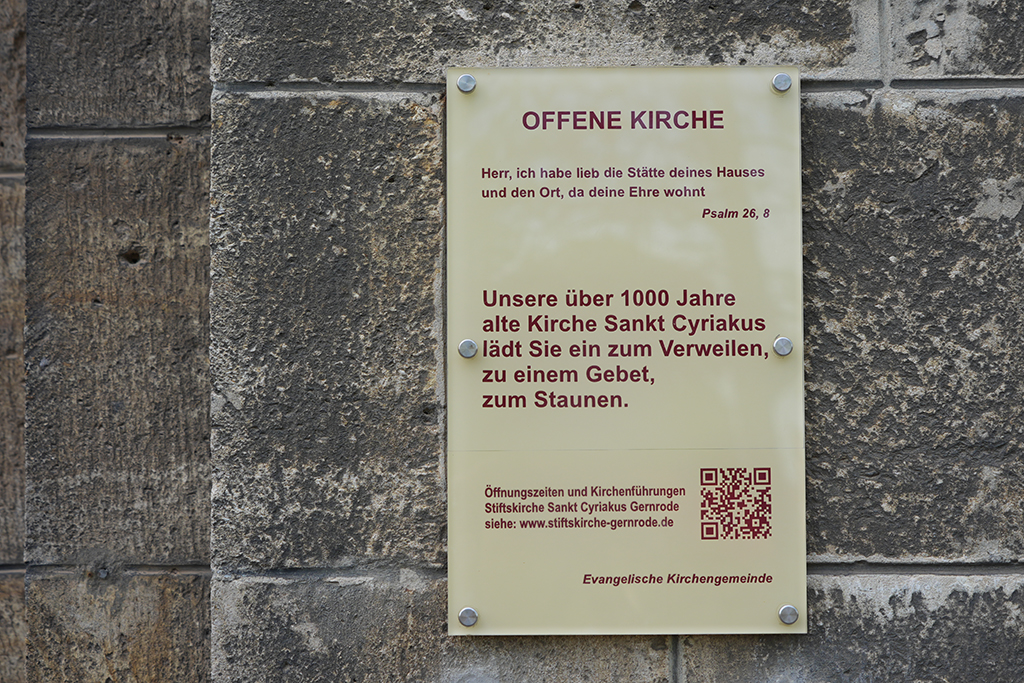 OFFENE KIRCHE
Herr, ich habe lieb die Stätte deines Hauses
und den Ort, da deine Ehre wohnt
Psalm 26, 8
Unsere über 1000 Jahre
alte Kirche Sankt Cyriakus
lädt Sie ein zum Verweilen,
zu einem Gebet,
zum Staunen.
Öffnungszeiten und Kirchenführungen
Stiftskirche Sankt Cyriakus Gernrode
siehe: www.stiftskirche-gernrode.de
Evangelische Kirchengemeinde